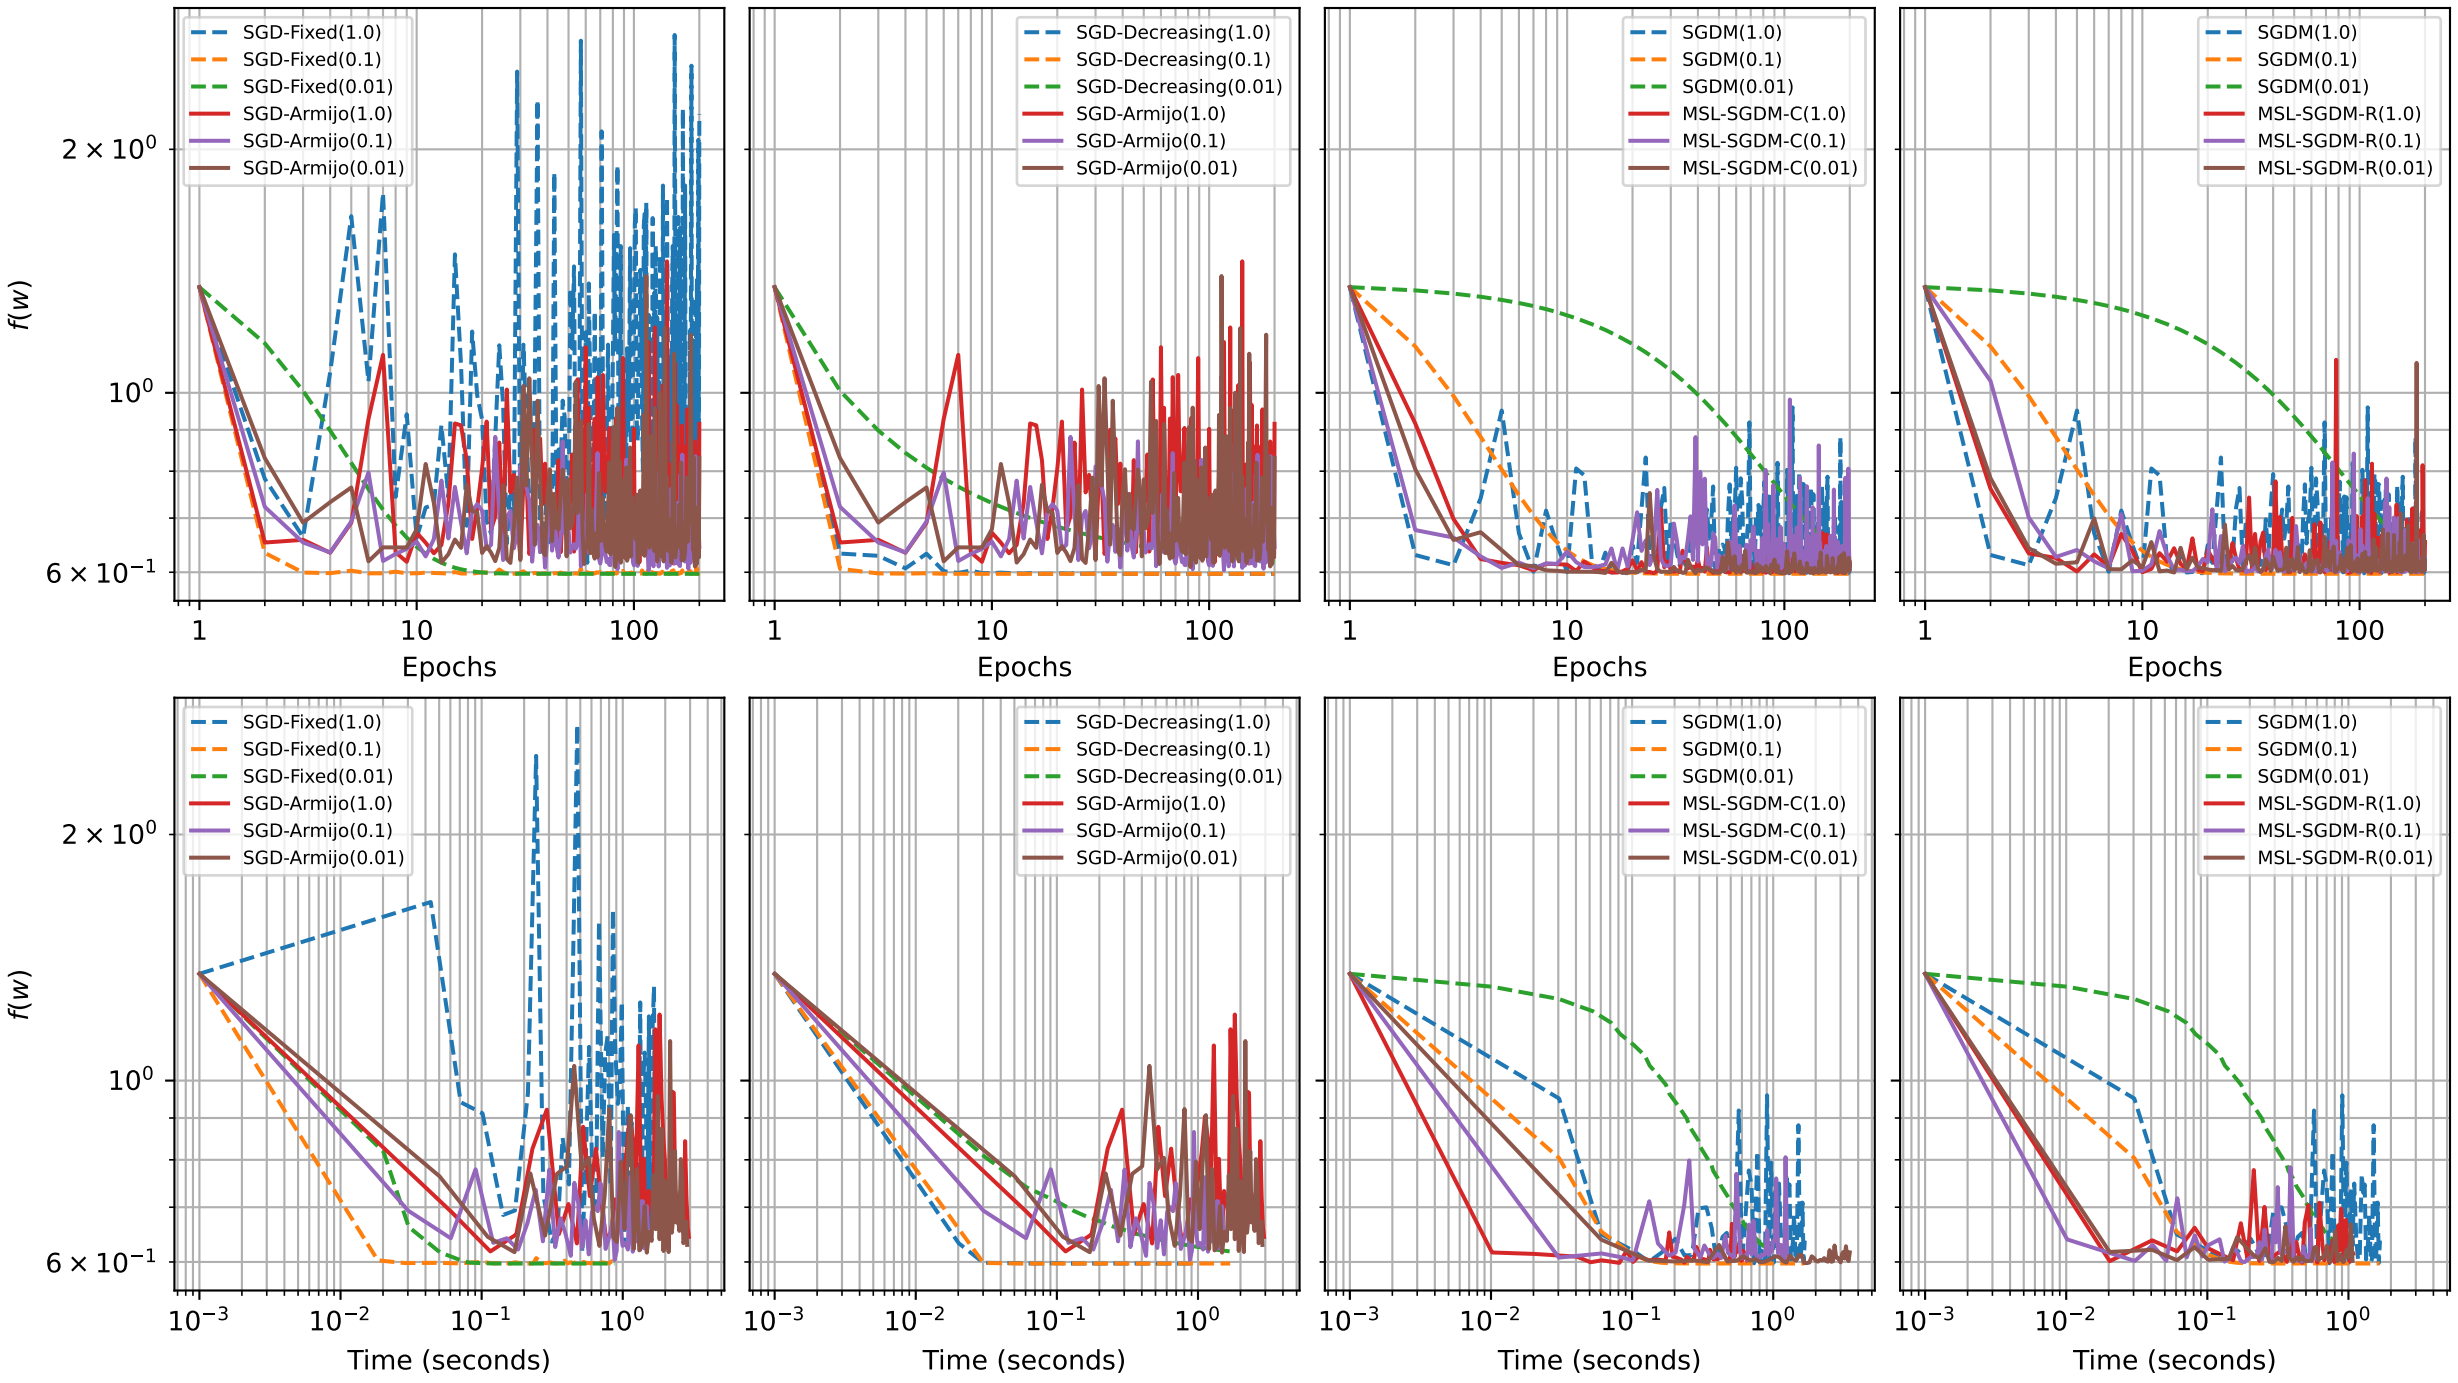 SGD-Fixed(1.0)
SGD-Fixed(0.1)
SGD-Fixed(0.01)
SGD-Armijo(1.0)
SGD-Armijo(0.1)
SGD-Armijo(0.01)
2 × 10⁰
10⁰
6 × 10⁻¹
f(w)
1 10 100
Epochs
SGD-Decreasing(1.0)
SGD-Decreasing(0.1)
SGD-Decreasing(0.01)
SGD-Armijo(1.0)
SGD-Armijo(0.1)
SGD-Armijo(0.01)
1 10 100
Epochs
SGDM(1.0)
SGDM(0.1)
SGDM(0.01)
MSL-SGDM-C(1.0)
MSL-SGDM-C(0.1)
MSL-SGDM-C(0.01)
1 10 100
Epochs
SGDM(1.0)
SGDM(0.1)
SGDM(0.01)
MSL-SGDM-R(1.0)
MSL-SGDM-R(0.1)
MSL-SGDM-R(0.01)
1 10 100
Epochs
SGD-Fixed(1.0)
SGD-Fixed(0.1)
SGD-Fixed(0.01)
SGD-Armijo(1.0)
SGD-Armijo(0.1)
SGD-Armijo(0.01)
2 × 10⁰
10⁰
6 × 10⁻¹
f(w)
10⁻³ 10⁻² 10⁻¹ 10⁰
Time (seconds)
SGD-Decreasing(1.0)
SGD-Decreasing(0.1)
SGD-Decreasing(0.01)
SGD-Armijo(1.0)
SGD-Armijo(0.1)
SGD-Armijo(0.01)
10⁻³ 10⁻² 10⁻¹ 10⁰
Time (seconds)
SGDM(1.0)
SGDM(0.1)
SGDM(0.01)
MSL-SGDM-C(1.0)
MSL-SGDM-C(0.1)
MSL-SGDM-C(0.01)
10⁻³ 10⁻² 10⁻¹ 10⁰
Time (seconds)
SGDM(1.0)
SGDM(0.1)
SGDM(0.01)
MSL-SGDM-R(1.0)
MSL-SGDM-R(0.1)
MSL-SGDM-R(0.01)
10⁻³ 10⁻² 10⁻¹ 10⁰
Time (seconds)